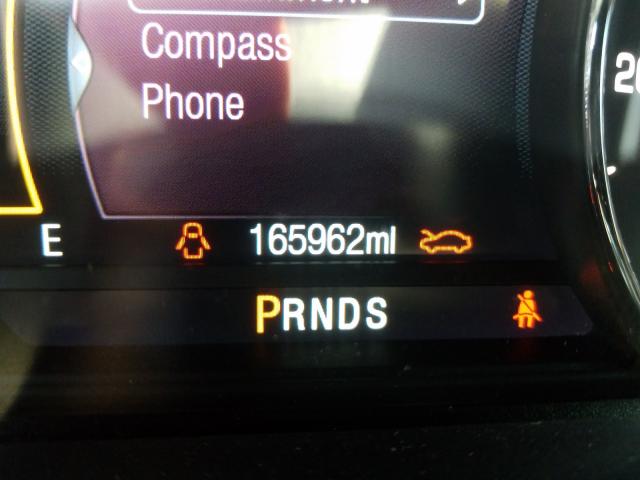 Compass
Phone
E 165962mi
PRNDS